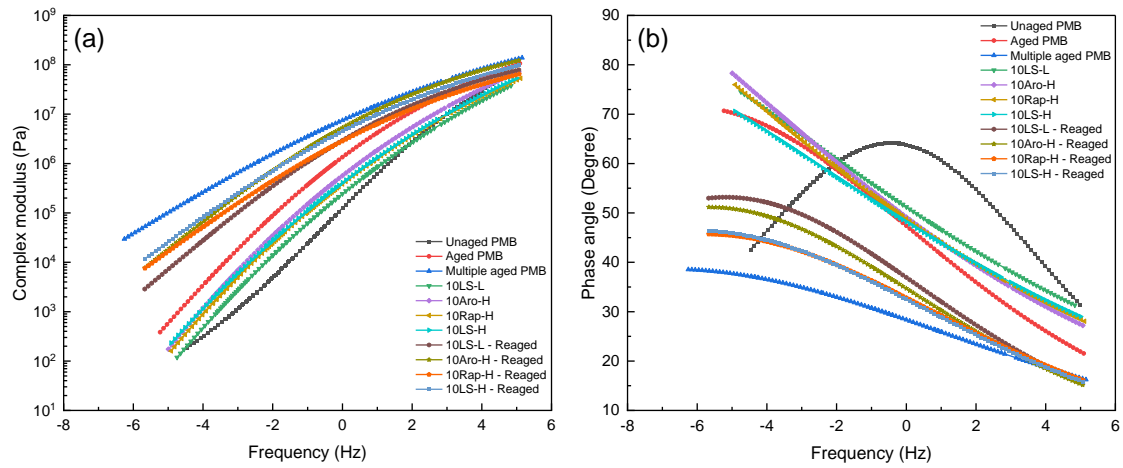 (a)
Complex modulus (Pa)
10⁹
10⁸
10⁷
10⁶
10⁵
10⁴
10³
10²
10¹
-8
-6
-4
-2
0
2
4
6
Frequency (Hz)
Unaged PMB
Aged PMB
Multiple aged PMB
10LS-L
10Aro-H
10Rap-H
10LS-H
10LS-L - Reaged
10Aro-H - Reaged
10Rap-H - Reaged
10LS-H - Reaged
(b)
Phase angle (Degree)
90
80
70
60
50
40
30
20
10
-8
-6
-4
-2
0
2
4
6
Frequency (Hz)
Unaged PMB
Aged PMB
Multiple aged PMB
10LS-L
10Aro-H
10Rap-H
10LS-H
10LS-L - Reaged
10Aro-H - Reaged
10Rap-H - Reaged
10LS-H - Reaged